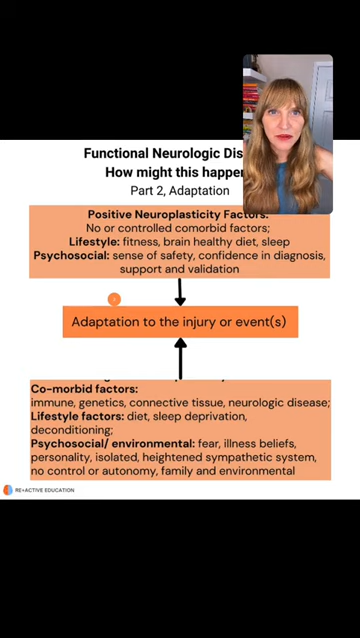 Functional Neurologic Dis
How might this happen
Part 2, Adaptation
Positive Neuroplasticity Factors:
No or controlled comorbid factors;
Lifestyle: fitness, brain healthy diet, sleep
Psychosocial: sense of safety, confidence in diagnosis,
support and validation
Adaptation to the injury or event(s)
Co-morbid factors:
immune, genetics, connective tissue, neurologic disease;
Lifestyle factors: diet, sleep deprivation,
deconditioning;
Psychosocial/ environmental: fear, illness beliefs,
personality, isolated, heightened sympathetic system,
no control or autonomy, family and environmental
RE+ACTIVE EDUCATION